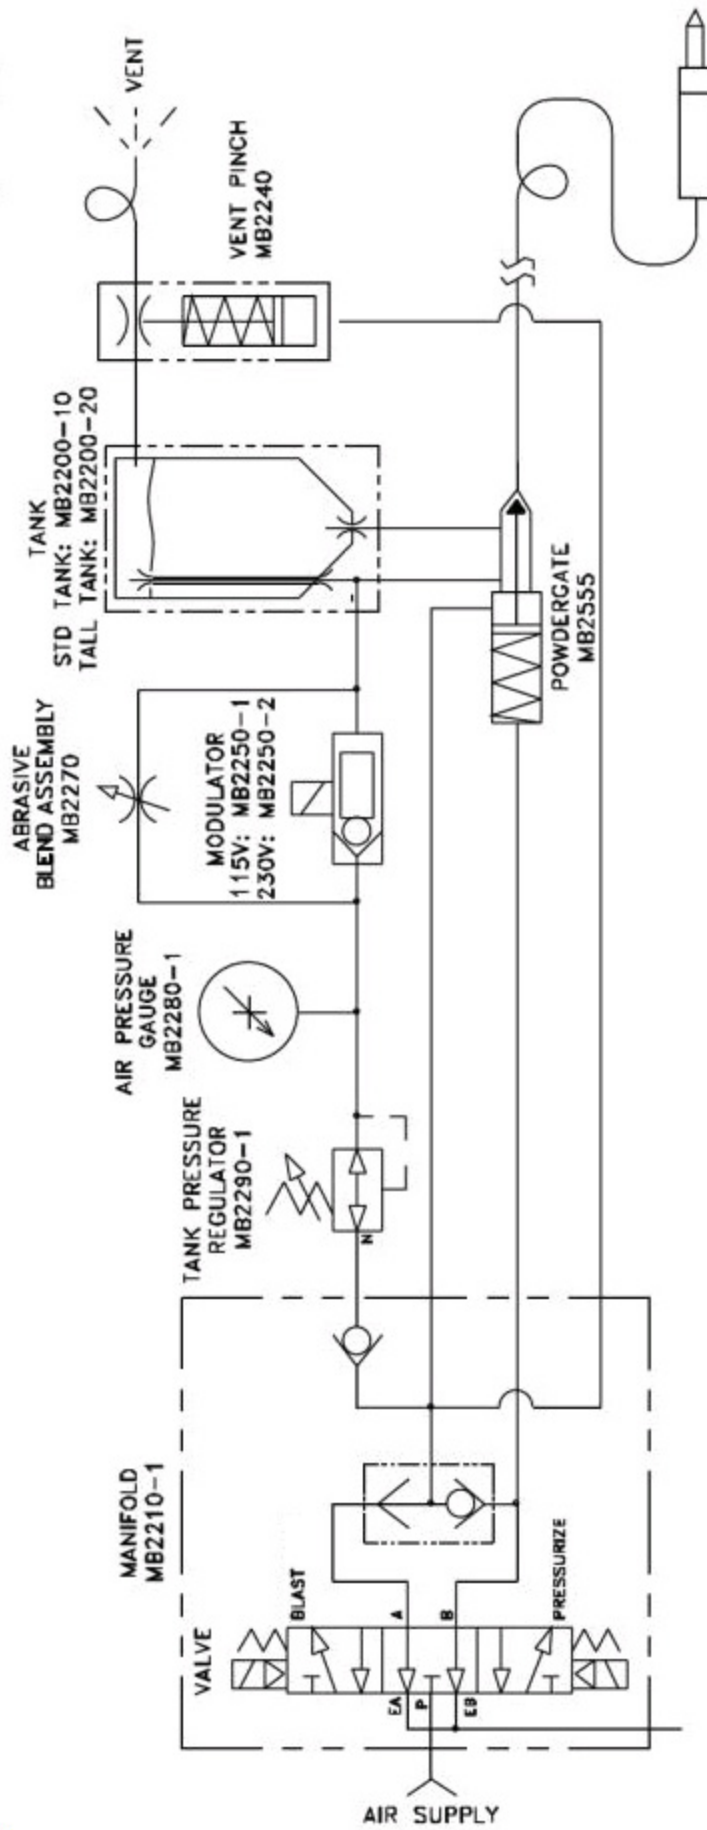 VENT
VENT PINCH
MB2240
TANK
STD TANK: MB2200-10
TALL TANK: MB2200-20
POWDERGATE
MB2555
ABRASIVE
BLEND ASSEMBLY
MB2270
MODULATOR
115V: MB2250-1
230V: MB2250-2
AIR PRESSURE
GAUGE
MB2280-1
TANK PRESSURE
REGULATOR
MB2290-1
N
MANIFOLD
MB2210-1
VALVE
BLAST
A
B
PRESSURIZE
EA
P
EB
AIR SUPPLY